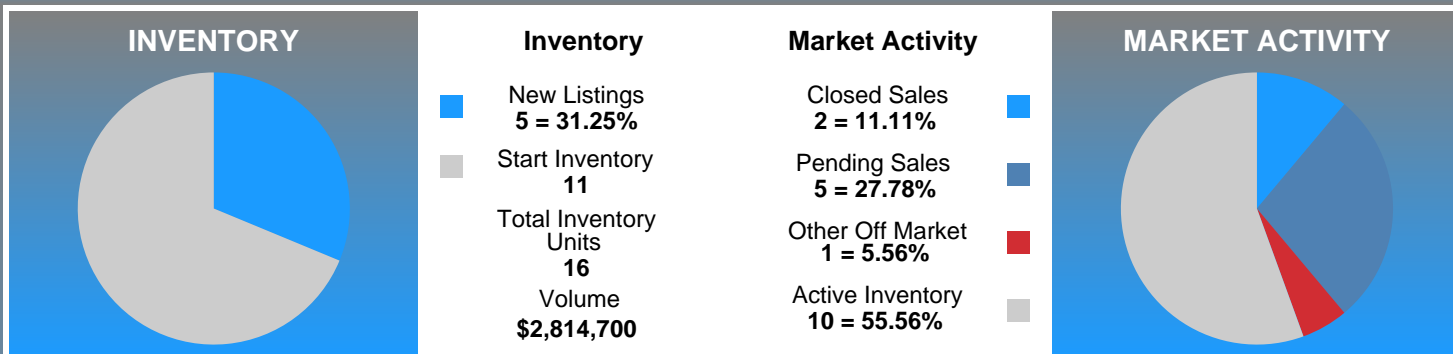 INVENTORY
Inventory
New Listings
5 = 31.25%
Start Inventory
11
Total Inventory
Units
16
Volume
$2,814,700
Market Activity
Closed Sales
2 = 11.11%
Pending Sales
5 = 27.78%
Other Off Market
1 = 5.56%
Active Inventory
10 = 55.56%
MARKET ACTIVITY